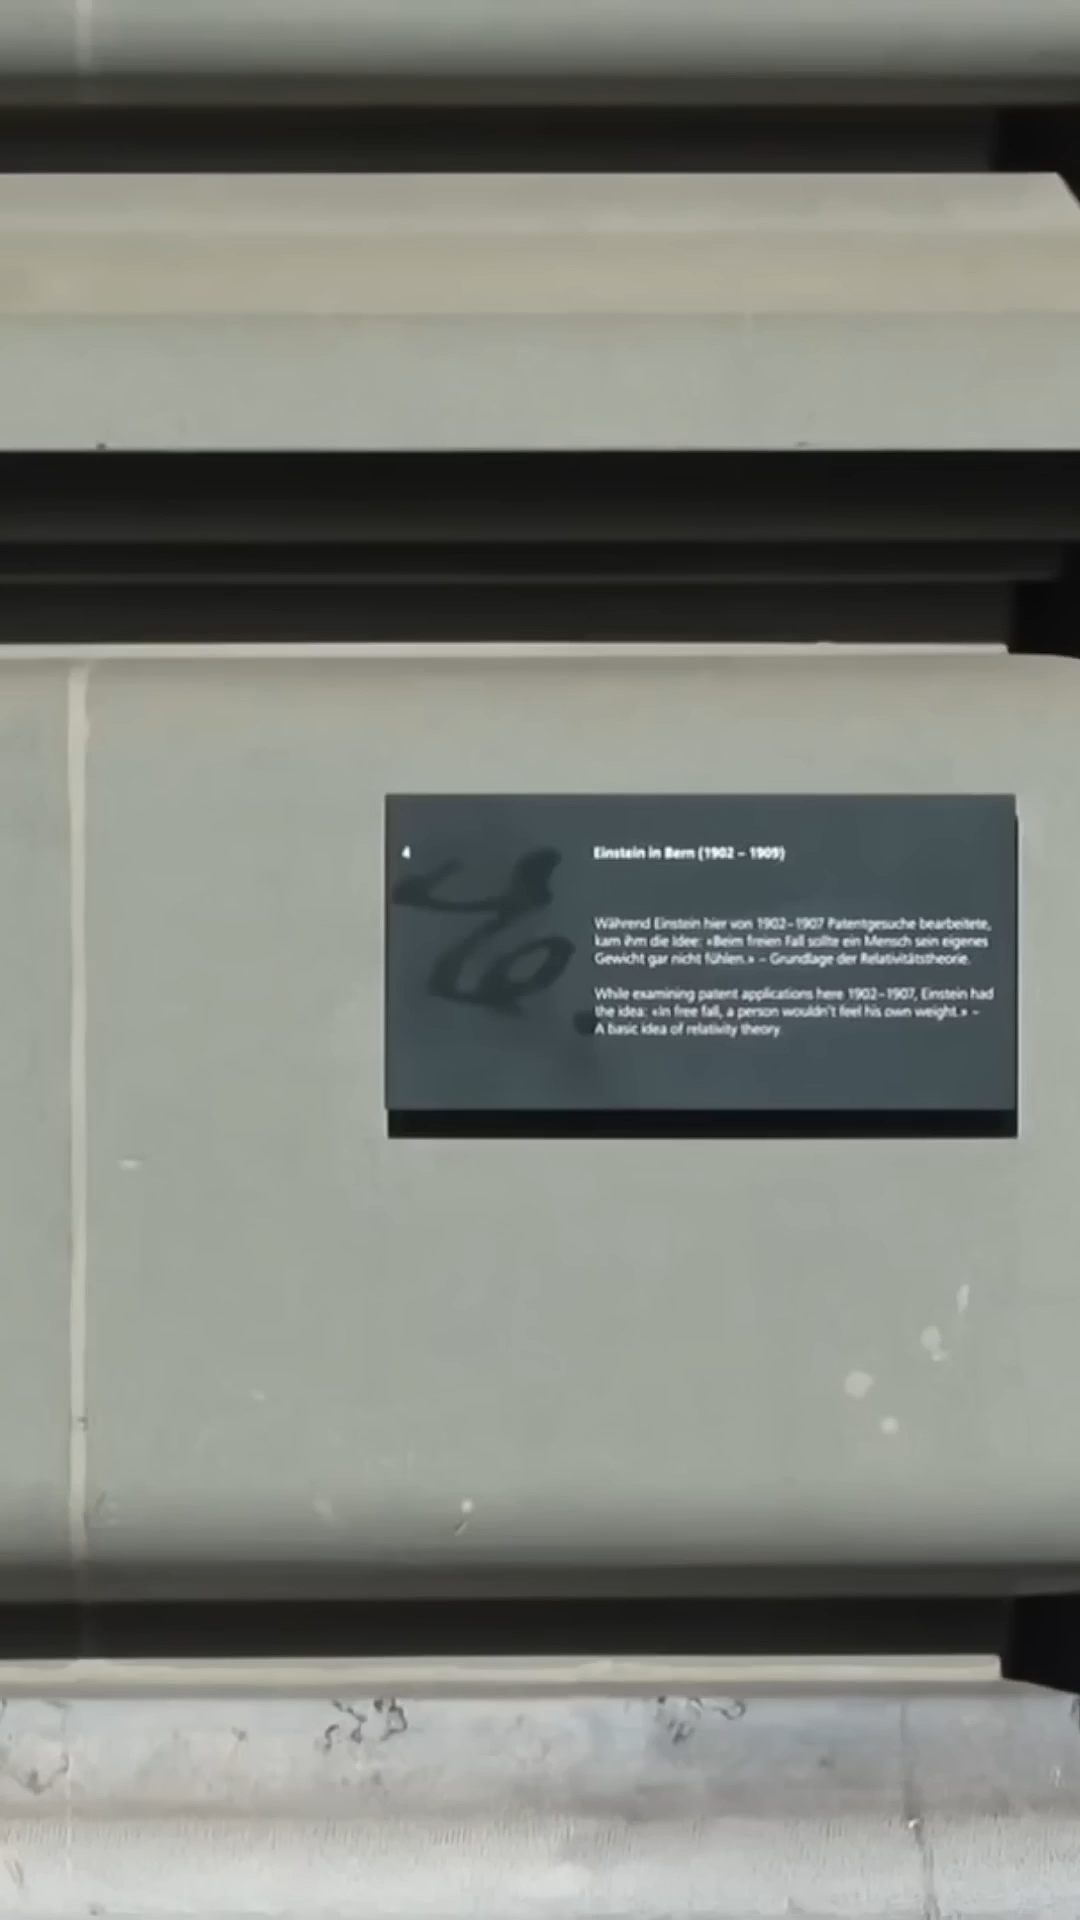 4
Einstein in Bern (1902 – 1909)
Während Einstein hier von 1902–1907 Patentgesuche bearbeitete,
kam ihm die Idee: «Beim freien Fall sollte ein Mensch sein eigenes
Gewicht gar nicht fühlen.» – Grundlage der Relativitätstheorie.
While examining patent applications here 1902–1907, Einstein had
the idea: «In free fall, a person wouldn't feel his own weight.» –
A basic idea of relativity theory.